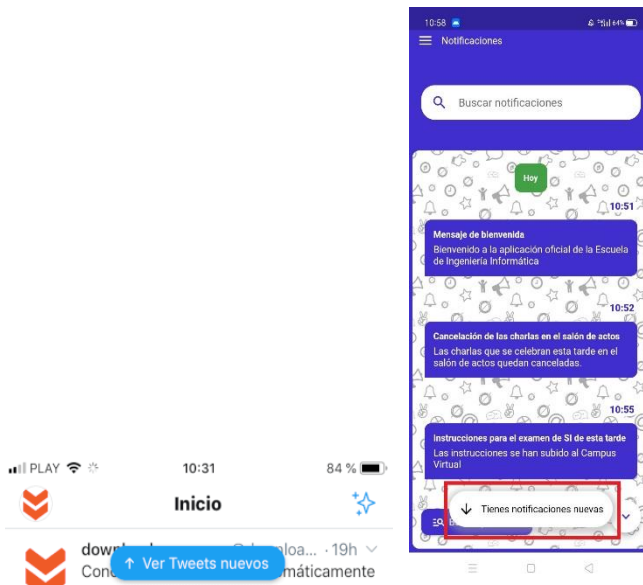 PLAY 10:31 84 %
Inicio
19h
↑ Ver Tweets nuevos
máticamente
10:58 64%
Notificaciones
Buscar notificaciones
Hoy
10:51
Mensaje de bienvenida
Bienvenido a la aplicación oficial de la Escuela
de Ingeniería Informática
10:52
Cancelación de las charlas en el salón de actos
Las charlas que se celebran esta tarde en el
salón de actos quedan canceladas.
10:55
Instrucciones para el examen de SI de esta tarde
Las instrucciones se han subido al Campus
Virtual
↓ Tienes notificaciones nuevas